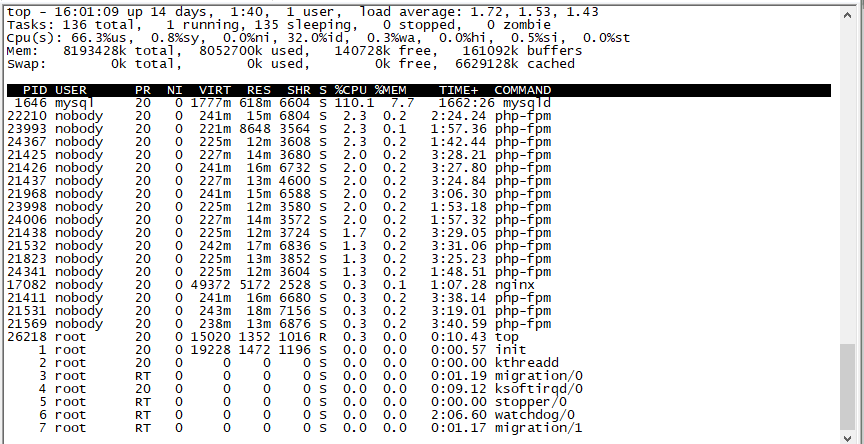 top - 16:01:09 up 14 days,  1:40,  1 user,  load average: 1.72, 1.53, 1.43
Tasks: 136 total,   1 running, 135 sleeping,   0 stopped,   0 zombie
Cpu(s): 66.3%us,  0.8%sy,  0.0%ni, 32.0%id,  0.3%wa,  0.0%hi,  0.5%si,  0.0%st
Mem:   8193428k total,  8052700k used,   140728k free,   161092k buffers
Swap:        0k total,        0k used,        0k free,  6629128k cached
  PID USER      PR  NI  VIRT  RES  SHR S %CPU %MEM    TIME+  COMMAND
 1646 mysql     20   0 1777m 618m 6604 S 110.1  7.7   1662:26 mysqld
22210 nobody    20   0  241m  15m 6804 S  2.3  0.2   2:24.24 php-fpm
23993 nobody    20   0  221m 8648 3564 S  2.3  0.1   1:57.36 php-fpm
24367 nobody    20   0  225m  12m 3608 S  2.3  0.2   1:42.44 php-fpm
21425 nobody    20   0  227m  14m 3680 S  2.0  0.2   3:28.21 php-fpm
21426 nobody    20   0  241m  16m 6732 S  2.0  0.2   3:27.80 php-fpm
21437 nobody    20   0  227m  13m 4600 S  2.0  0.2   3:24.84 php-fpm
21968 nobody    20   0  241m  15m 6588 S  2.0  0.2   3:06.30 php-fpm
23998 nobody    20   0  225m  12m 3580 S  2.0  0.2   1:53.18 php-fpm
24006 nobody    20   0  227m  14m 3572 S  2.0  0.2   1:57.32 php-fpm
21438 nobody    20   0  225m  12m 3724 S  1.7  0.2   3:29.05 php-fpm
21532 nobody    20   0  242m  17m 6836 S  1.3  0.2   3:31.06 php-fpm
21823 nobody    20   0  225m  13m 3852 S  1.3  0.2   3:25.23 php-fpm
24341 nobody    20   0  225m  12m 3604 S  1.3  0.2   1:48.51 php-fpm
17082 nobody    20   0 49372 5172 2528 S  0.3  0.1   1:07.28 nginx
21411 nobody    20   0  241m  16m 6680 S  0.3  0.2   3:38.14 php-fpm
21531 nobody    20   0  243m  18m 7156 S  0.3  0.2   3:19.01 php-fpm
21569 nobody    20   0  238m  13m 6876 S  0.3  0.2   3:40.59 php-fpm
26218 root      20   0 15020 1352 1016 R  0.3  0.0   0:10.43 top
    1 root      20   0 19228 1472 1196 S  0.0  0.0   0:00.57 init
    2 root      20   0     0    0    0 S  0.0  0.0   0:00.00 kthreadd
    3 root      RT   0     0    0    0 S  0.0  0.0   0:01.19 migration/0
    4 root      20   0     0    0    0 S  0.0  0.0   0:09.12 ksoftirqd/0
    5 root      RT   0     0    0    0 S  0.0  0.0   0:00.00 stopper/0
    6 root      RT   0     0    0    0 S  0.0  0.0   2:06.60 watchdog/0
    7 root      RT   0     0    0    0 S  0.0  0.0   0:01.17 migration/1